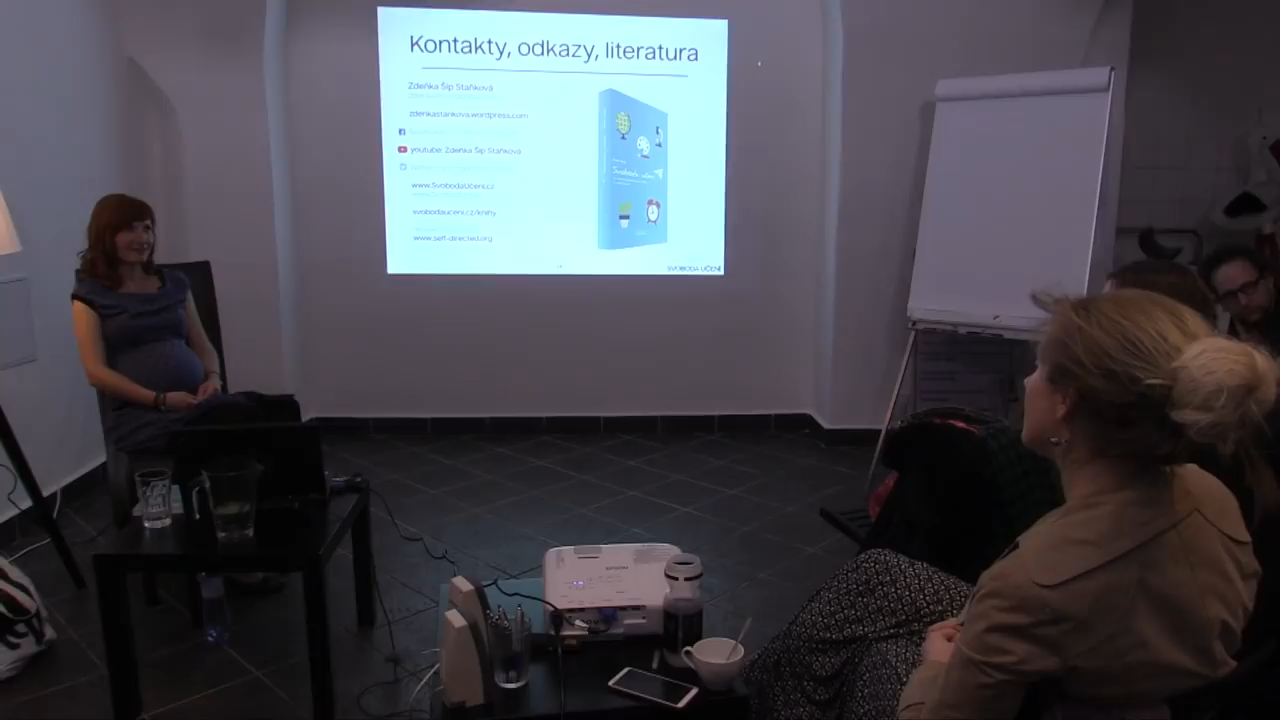 Kontakty, odkazy, literatura
Zdeňka Šíp Staňková
zdenkastankova.wordpress.com
youtube: Zdeňka Šíp Staňková
www.SvobodaUčení.cz
svobodauceni.cz/knihy
www.self-directed.org
SVOBODA UČENÍ
EPSON